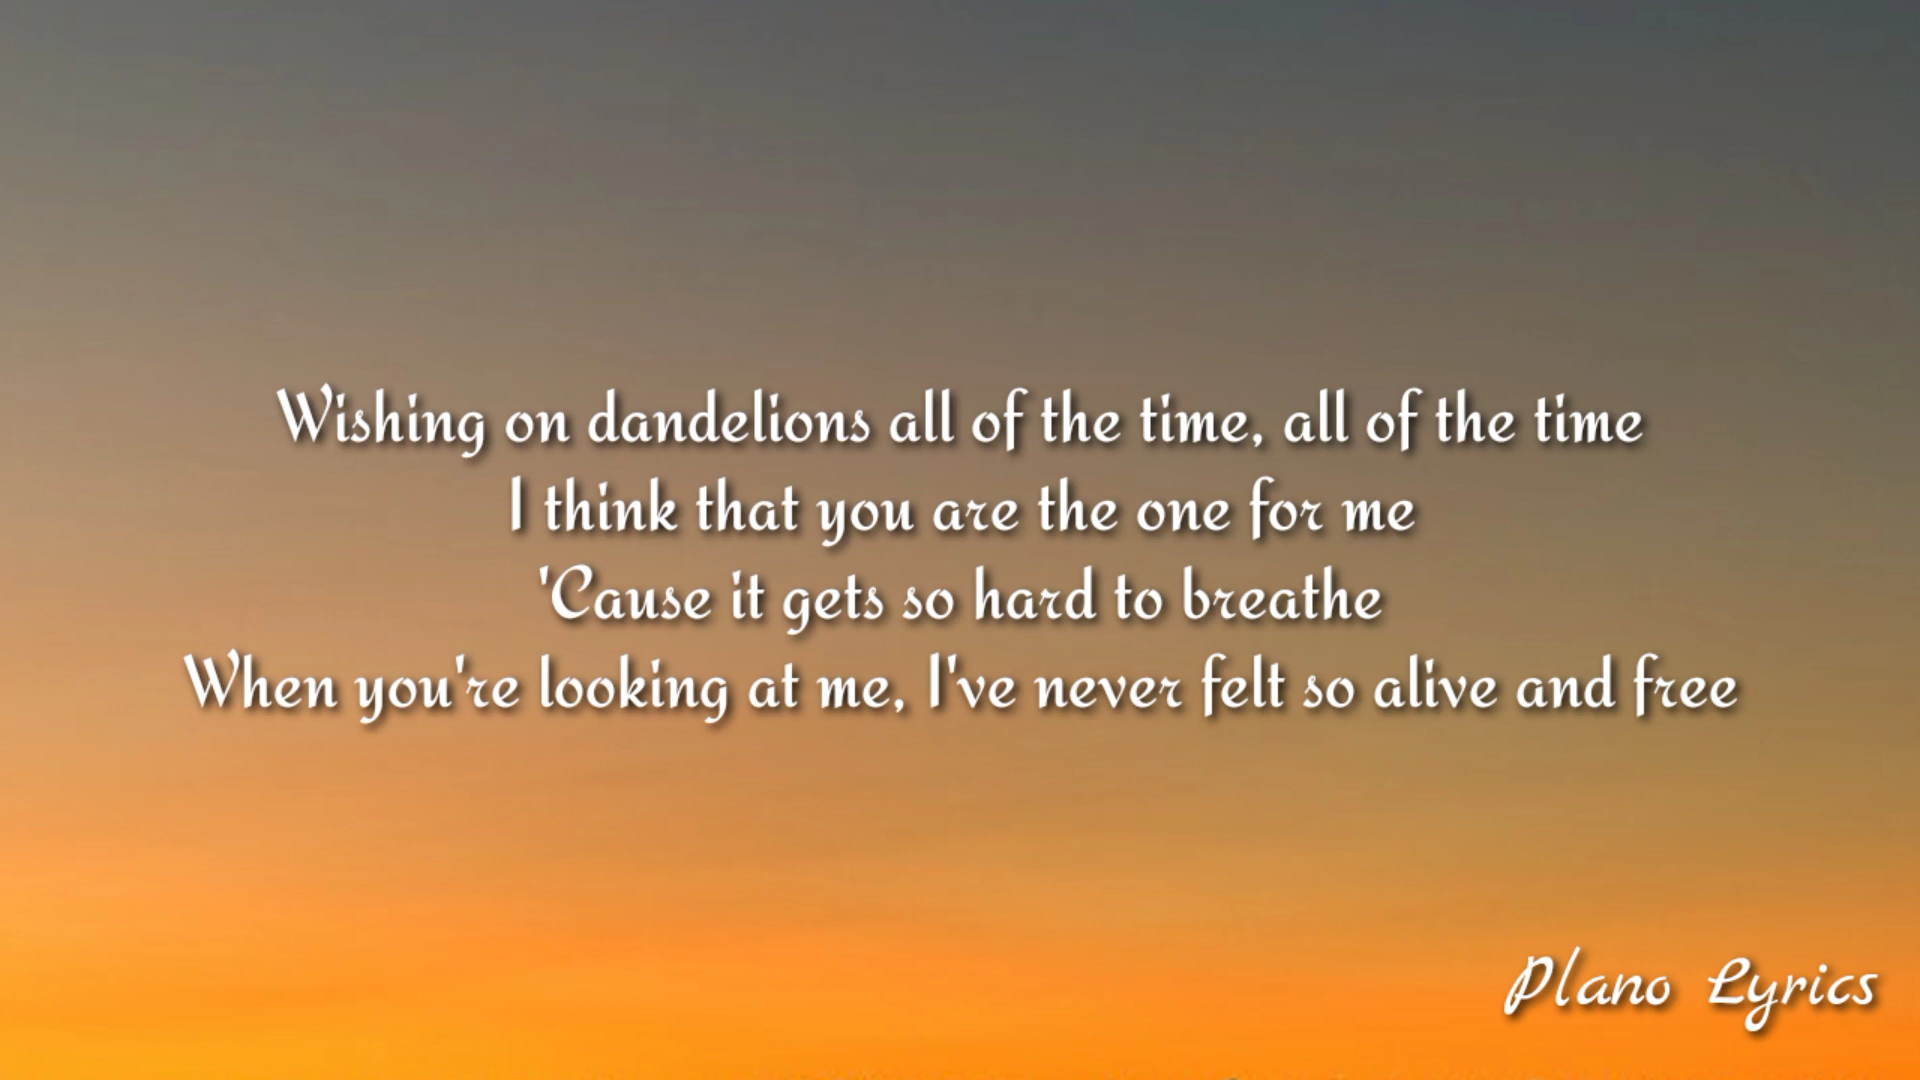 Wishing on dandelions all of the time, all of the time
I think that you are the one for me
'Cause it gets so hard to breathe
When you're looking at me, I've never felt so alive and free
Plano Lyrics